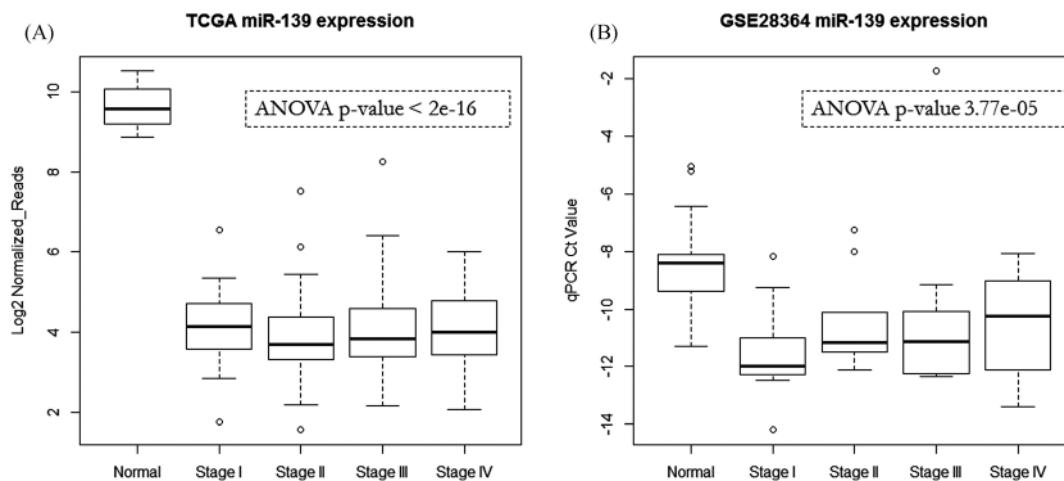 TCGA miR-139 expression
(A)
ANOVA p-value < 2e-16
Log2 Normalized_Reads
10
8
6
4
2
Normal Stage I Stage II Stage III Stage IV
GSE28364 miR-139 expression
(B)
ANOVA p-value 3.77e-05
qPCR Ct Value
-2
-4
-6
-8
-10
-12
-14
Normal Stage I Stage II Stage III Stage IV